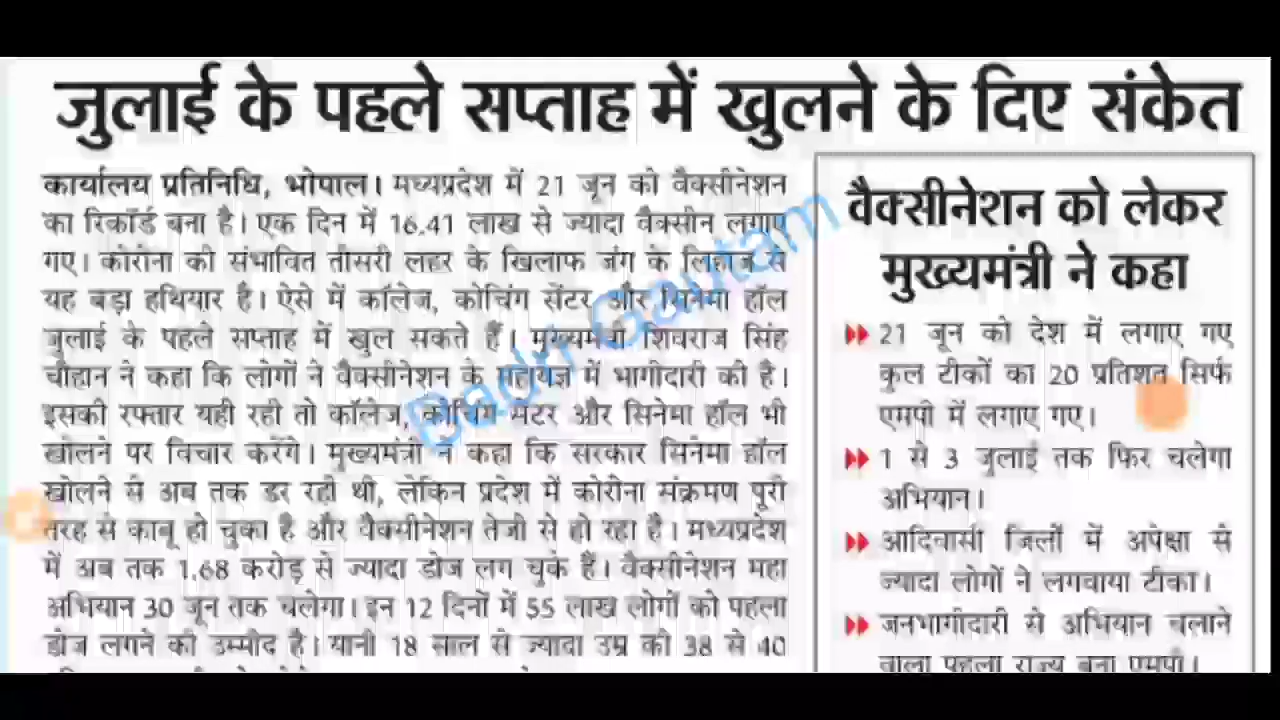 जुलाई के पहले सप्ताह में खुलने के दिए संकेत
कार्यालय प्रतिनिधि, भोपाल। मध्यप्रदेश में 21 जून को वैक्सीनेशन
का रिकॉर्ड बना है। एक दिन में 16.41 लाख से ज्यादा वैक्सीन लगाए
गए। कोरोना की संभावित तीसरी लहर के खिलाफ जंग के लिहाज से
यह बड़ा हथियार है। ऐसे में कॉलेज, कोचिंग सेंटर और सिनेमा हॉल
जुलाई के पहले सप्ताह में खुल सकते हैं। मुख्यमंत्री शिवराज सिंह
चौहान ने कहा कि लोगों ने वैक्सीनेशन के महायज्ञ में भागीदारी की है।
इसकी रफ्तार यही रही तो कॉलेज, कोचिंग सेंटर और सिनेमा हॉल भी
खोलने पर विचार करेंगे। मुख्यमंत्री ने कहा कि सरकार सिनेमा हॉल
खोलने से अब तक डर रही थी, लेकिन प्रदेश में कोरोना संक्रमण पूरी
तरह से काबू हो चुका है और वैक्सीनेशन तेजी से हो रहा है। मध्यप्रदेश
में अब तक 1.68 करोड़ से ज्यादा डोज लग चुके हैं। वैक्सीनेशन महा
अभियान 30 जून तक चलेगा। इन 12 दिनों में 55 लाख लोगों को पहला
डोज लगने की उम्मीद है। यानी 18 साल से ज्यादा उम्र की 38 से 40
वैक्सीनेशन को लेकर
मुख्यमंत्री ने कहा
21 जून को देश में लगाए गए
कुल टीकों का 20 प्रतिशत सिर्फ
एमपी में लगाए गए।
1 से 3 जुलाई तक फिर चलेगा
अभियान।
आदिवासी जिलों में अपेक्षा से
ज्यादा लोगों ने लगवाया टीका।
जनभागीदारी से अभियान चलाने
वाला पहला राज्य बना एमपी।
Badri Gautam